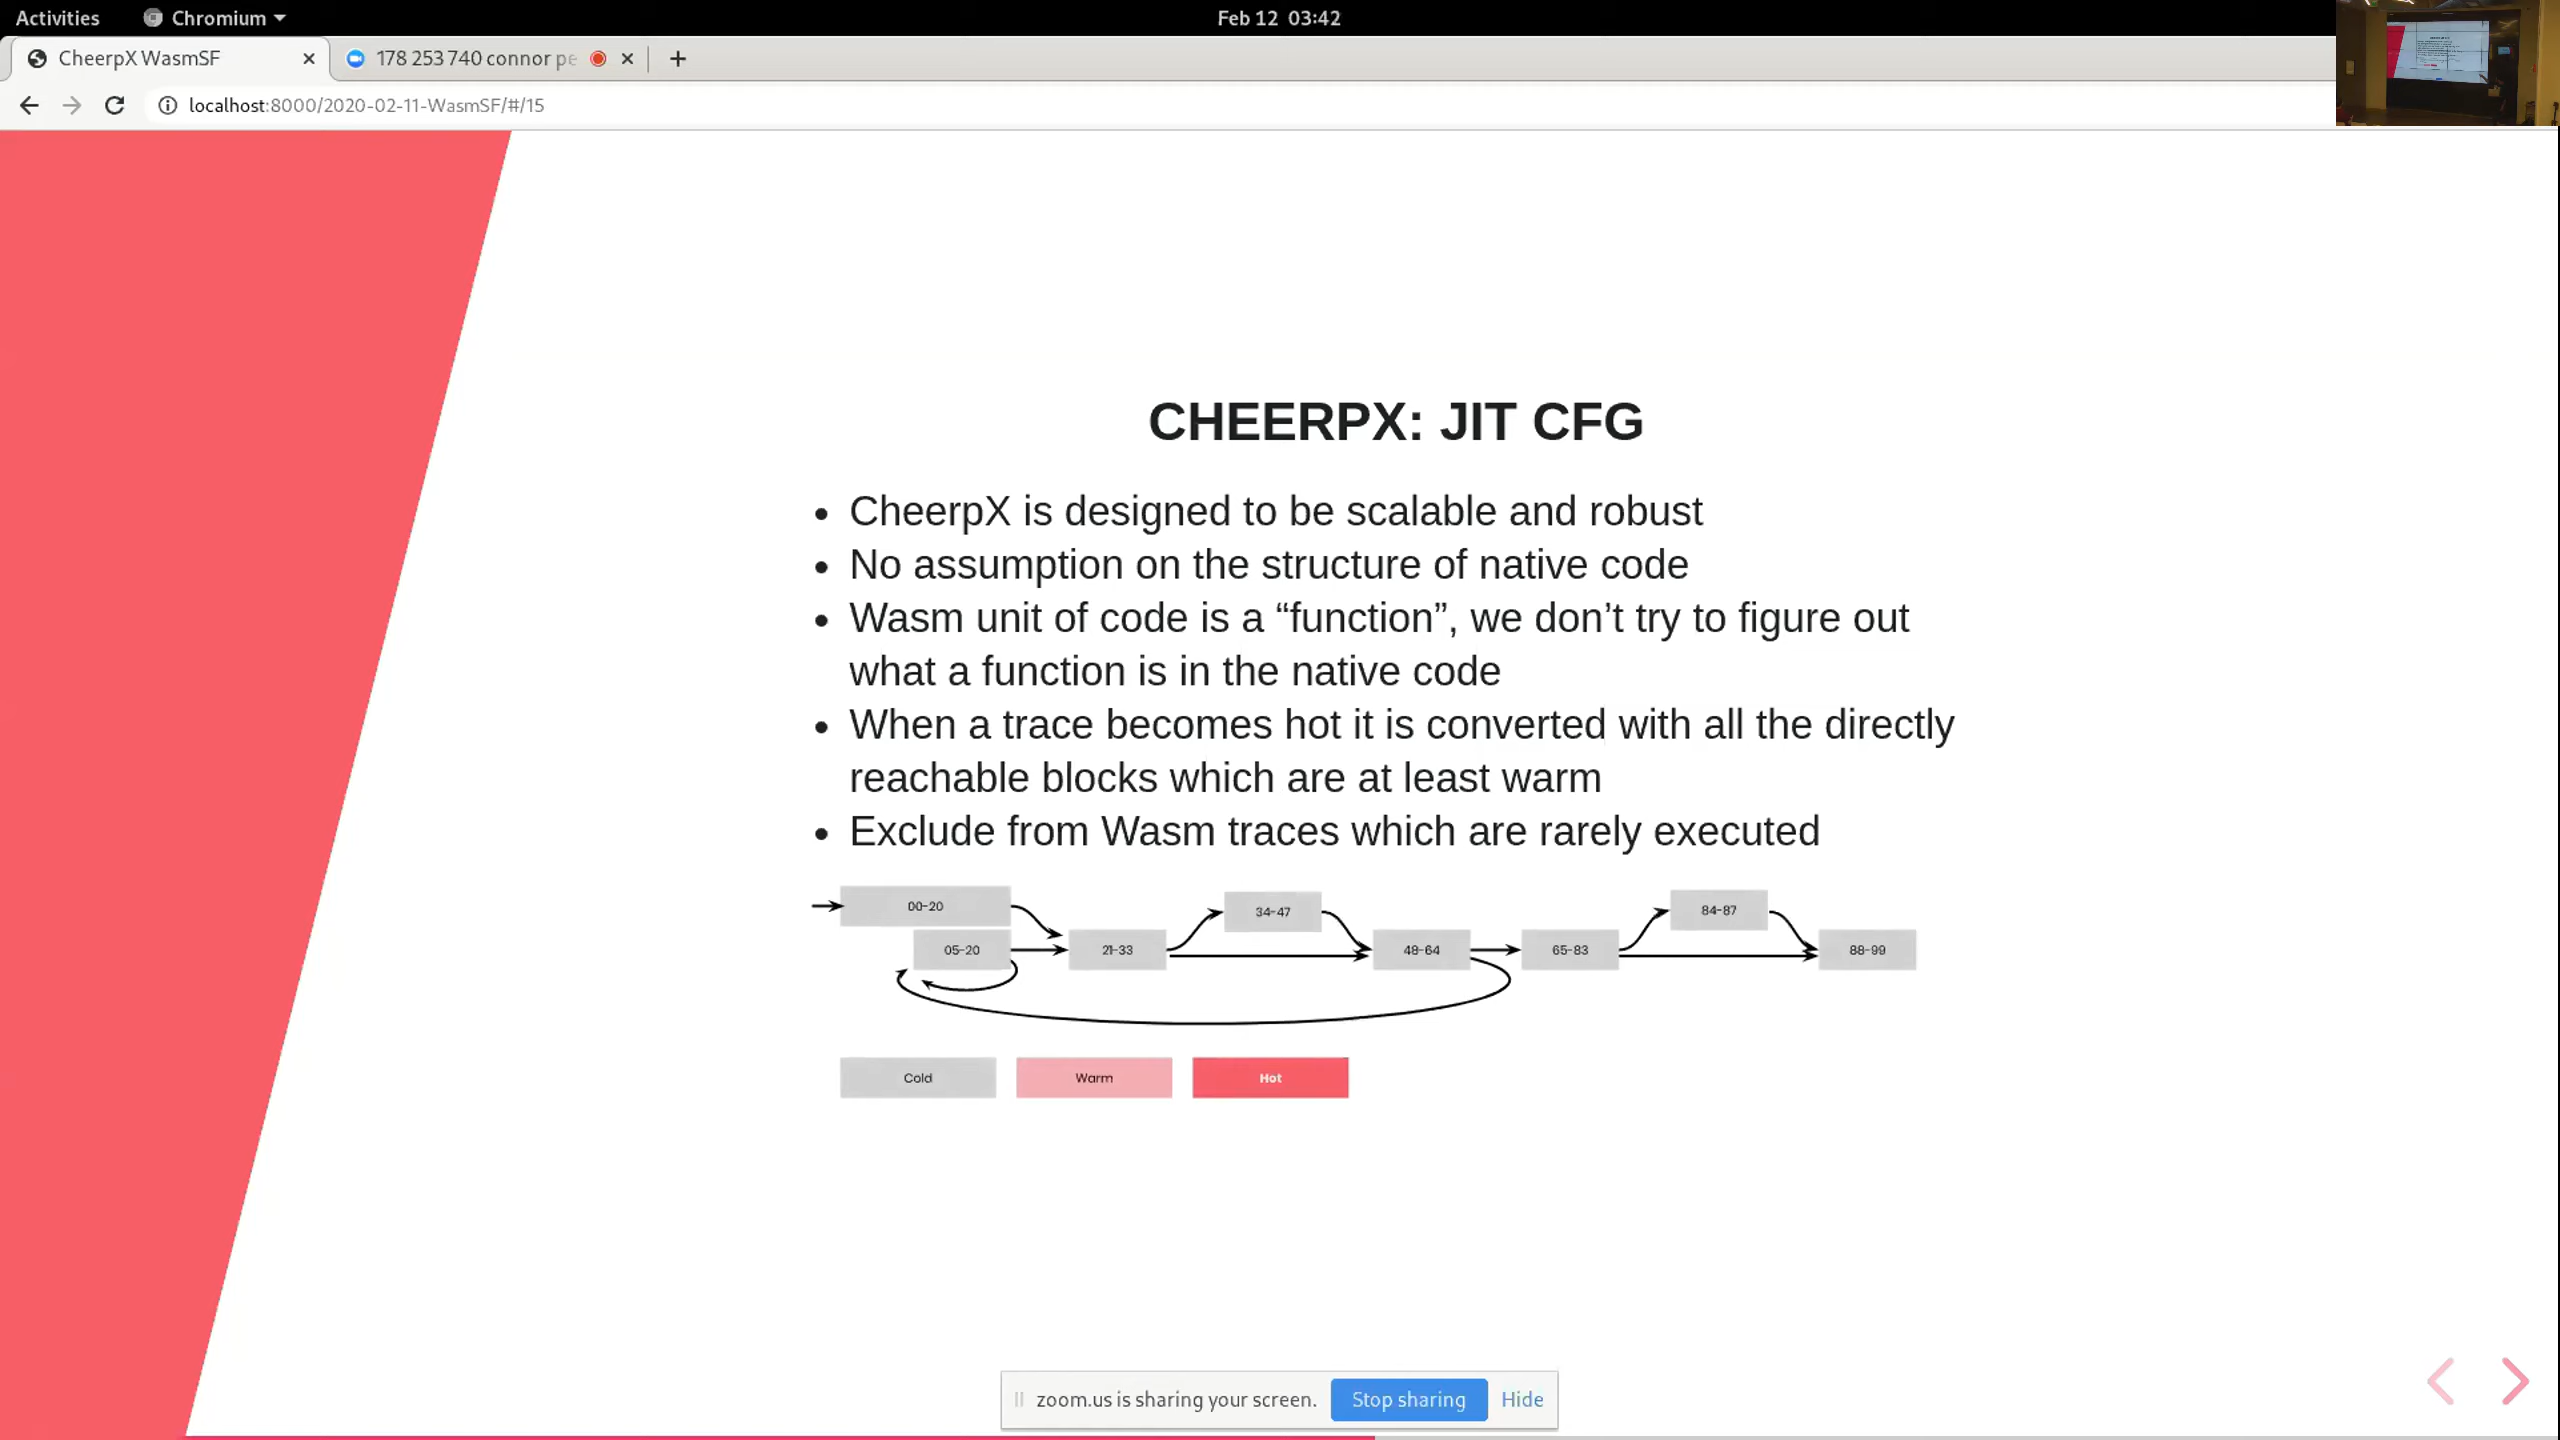 Activities Chromium Feb 12 03:42
CheerpX WasmSF 178 253 740 connor pe
localhost:8000/2020-02-11-WasmSF/#/15
CHEERPX: JIT CFG
• CheerpX is designed to be scalable and robust
• No assumption on the structure of native code
• Wasm unit of code is a “function”, we don’t try to figure out
what a function is in the native code
• When a trace becomes hot it is converted with all the directly
reachable blocks which are at least warm
• Exclude from Wasm traces which are rarely executed
00-20 34-47 84-87
05-20 21-33 48-64 65-83 88-99
Cold Warm Hot
zoom.us is sharing your screen. Stop sharing Hide